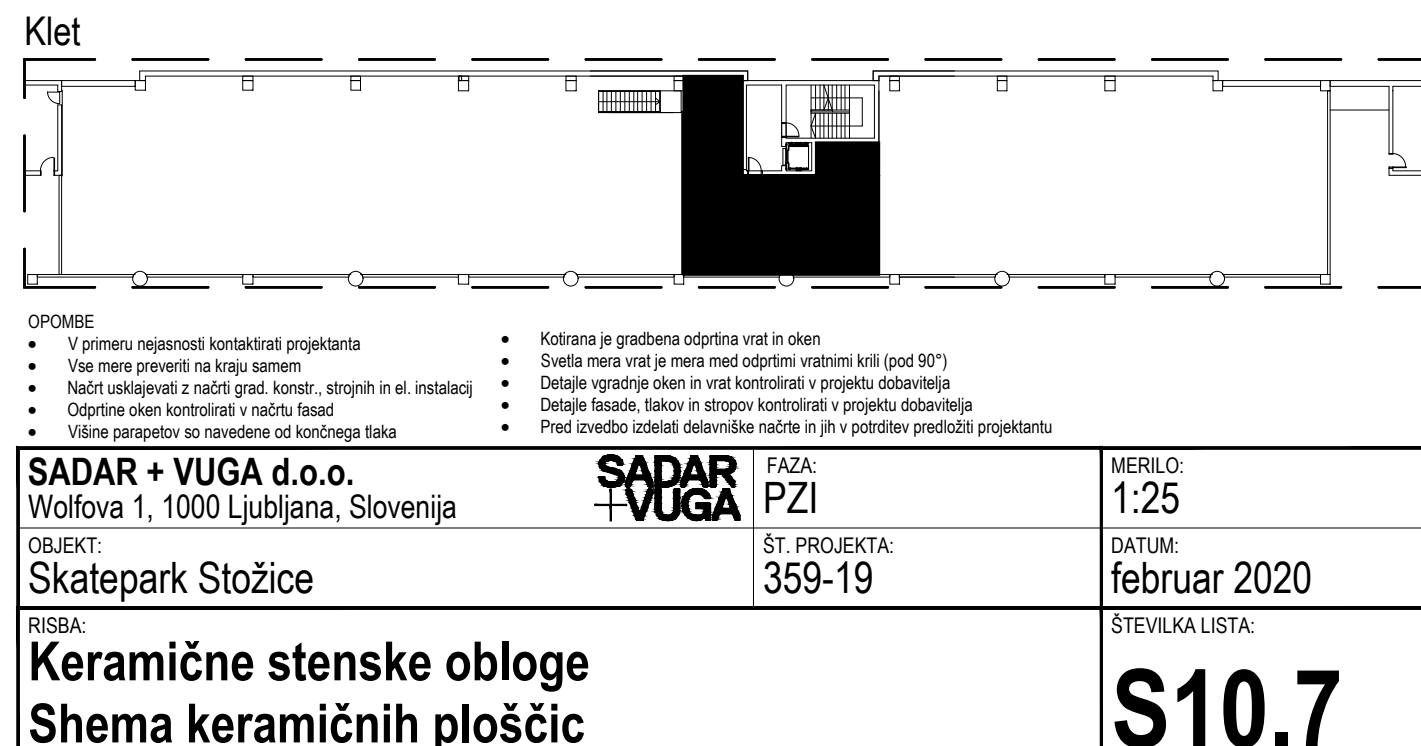 Klet
OPOMBE
• V primeru nejasnosti kontaktirati projektanta
• Vse mere preveriti na kraju samem
• Načrt usklajevati z načrti grad. konstr., strojnih in el. instalacij
• Odprtine oken kontrolirati v načrtu fasad
• Višine parapetov so navedene od končnega tlaka
• Kotirana je gradbena odprtina vrat in oken
• Svetla mera vrat je mera med odprtimi vratnimi krili (pod 90°)
• Detajle vgradnje oken in vrat kontrolirati v projektu dobavitelja
• Detajle fasade, tlakov in stropov kontrolirati v projektu dobavitelja
• Pred izvedbo izdelati delavniške načrte in jih v potrditev predložiti projektantu
SADAR + VUGA d.o.o.
Wolfova 1, 1000 Ljubljana, Slovenija
SADAR
+VUGA
FAZA:
PZI
MERILO:
1:25
OBJEKT:
Skatepark Stožice
ŠT. PROJEKTA:
359-19
DATUM:
februar 2020
RISBA:
Keramične stenske obloge
Shema keramičnih ploščic
ŠTEVILKA LISTA:
S10.7